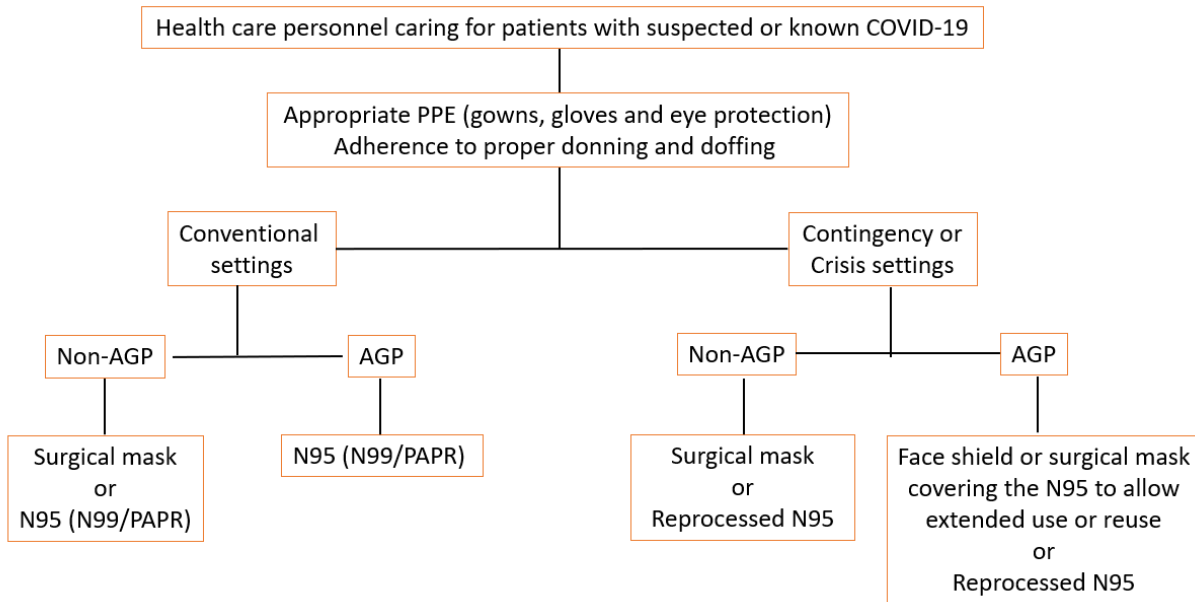 Health care personnel caring for patients with suspected or known COVID-19
Appropriate PPE (gowns, gloves and eye protection)
Adherence to proper donning and doffing
Conventional
settings
Contingency or
Crisis settings
Non-AGP
AGP
Non-AGP
AGP
Surgical mask
or
N95 (N99/PAPR)
N95 (N99/PAPR)
Surgical mask
or
Reprocessed N95
Face shield or surgical mask
covering the N95 to allow
extended use or reuse
or
Reprocessed N95